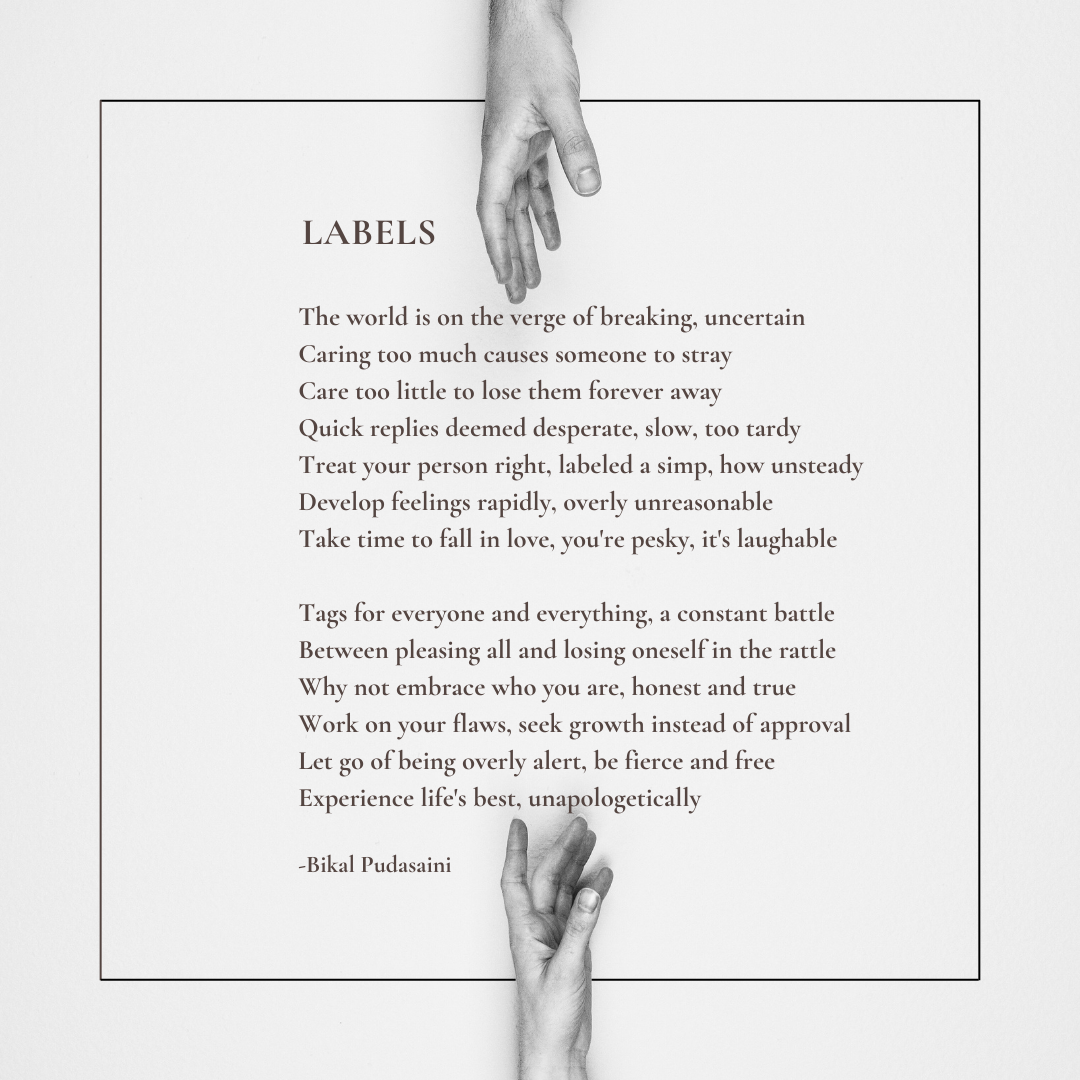 LABELS
The world is on the verge of breaking, uncertain
Caring too much causes someone to stray
Care too little to lose them forever away
Quick replies deemed desperate, slow, too tardy
Treat your person right, labeled a simp, how unsteady
Develop feelings rapidly, overly unreasonable
Take time to fall in love, you're pesky, it's laughable
Tags for everyone and everything, a constant battle
Between pleasing all and losing oneself in the rattle
Why not embrace who you are, honest and true
Work on your flaws, seek growth instead of approval
Let go of being overly alert, be fierce and free
Experience life's best, unapologetically
-Bikal Pudasaini